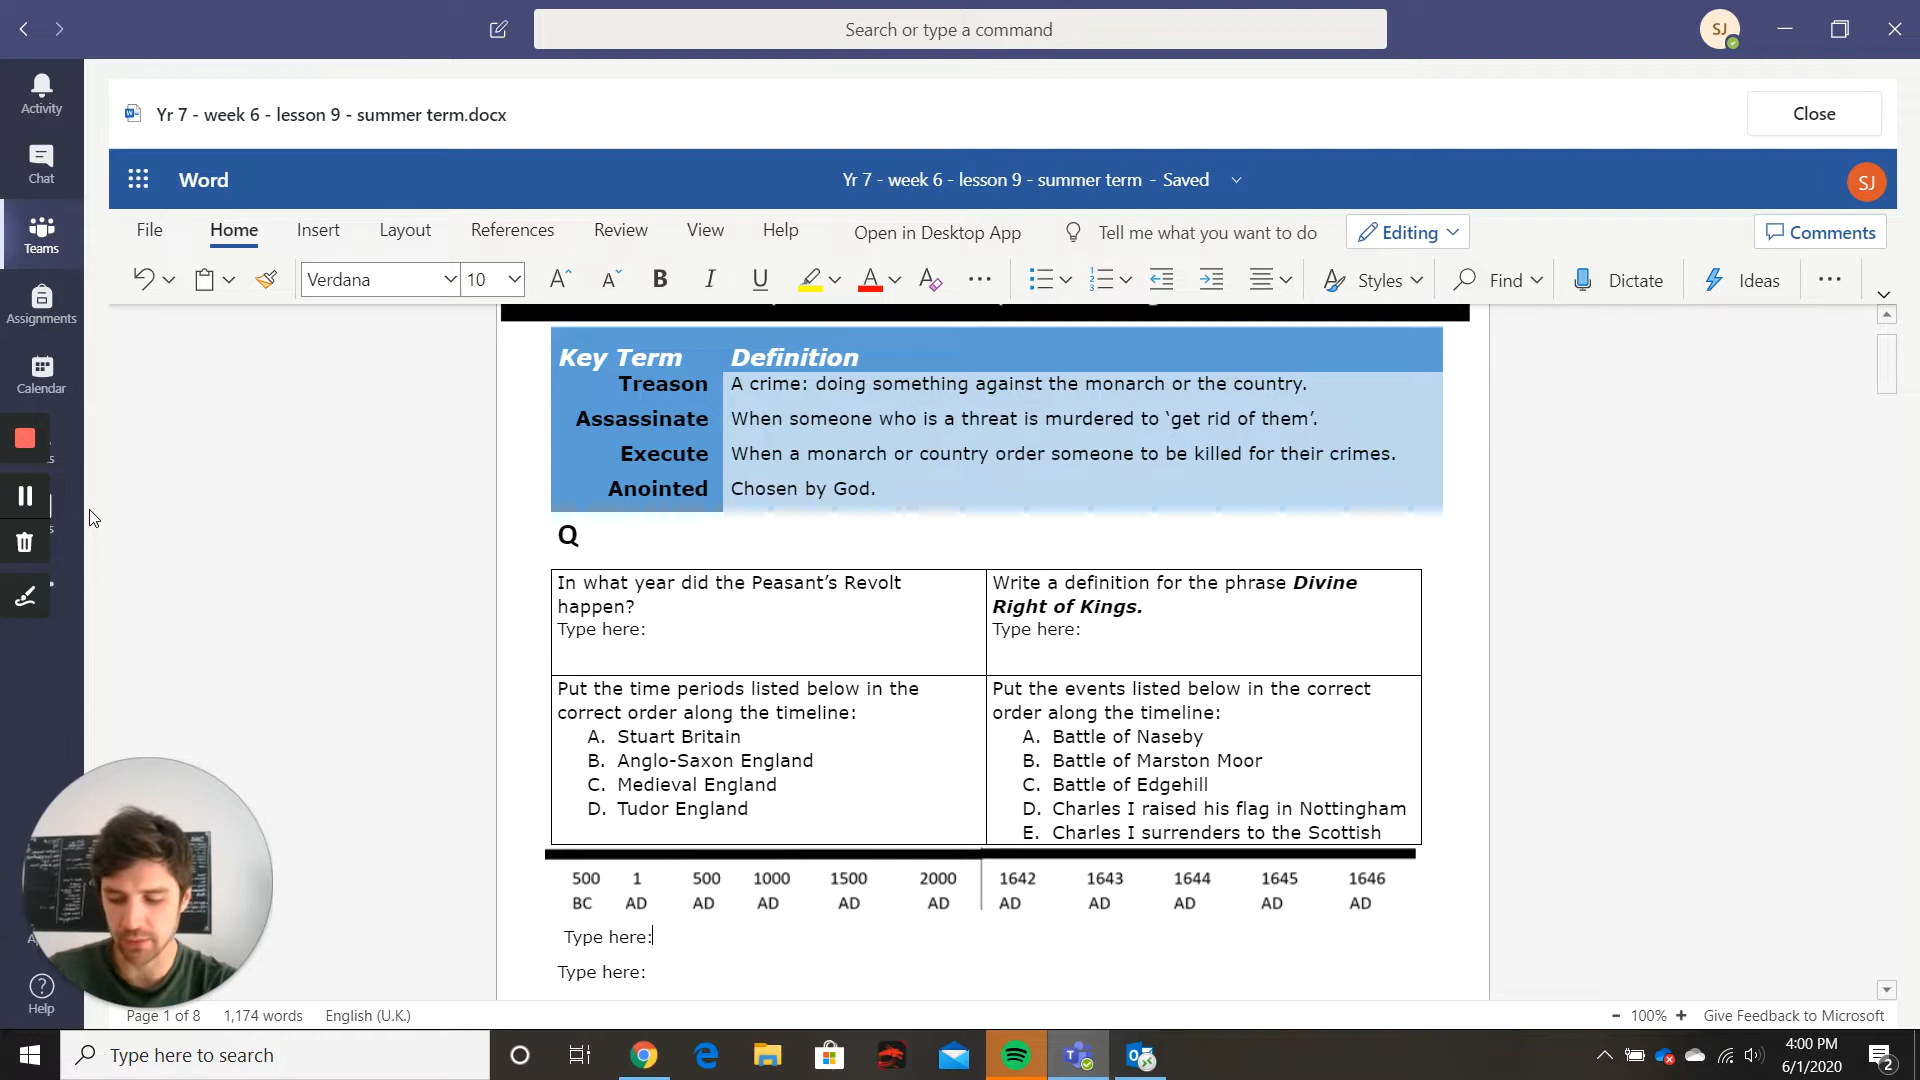 Search or type a command
SJ
Activity
Chat
Teams
Assignments
Calendar
Help
Yr 7 - week 6 - lesson 9 - summer term.docx
Close
Word
Yr 7 - week 6 - lesson 9 - summer term - Saved
SJ
File Home Insert Layout References Review View Help Open in Desktop App Tell me what you want to do Editing Comments
Verdana 10 B I U A Styles Find Dictate Ideas
Key Term Definition
Treason A crime: doing something against the monarch or the country.
Assassinate When someone who is a threat is murdered to ‘get rid of them’.
Execute When a monarch or country order someone to be killed for their crimes.
Anointed Chosen by God.
Q
In what year did the Peasant’s Revolt
happen?
Type here:
Write a definition for the phrase Divine
Right of Kings.
Type here:
Put the time periods listed below in the
correct order along the timeline:
A. Stuart Britain
B. Anglo-Saxon England
C. Medieval England
D. Tudor England
Put the events listed below in the correct
order along the timeline:
A. Battle of Naseby
B. Battle of Marston Moor
C. Battle of Edgehill
D. Charles I raised his flag in Nottingham
E. Charles I surrenders to the Scottish
500 1 500 1000 1500 2000 1642 1643 1644 1645 1646
BC AD AD AD AD AD AD AD AD AD AD
Type here:
Type here:
Page 1 of 8 1,174 words English (U.K.)
100% Give Feedback to Microsoft
Type here to search
4:00 PM
6/1/2020
2